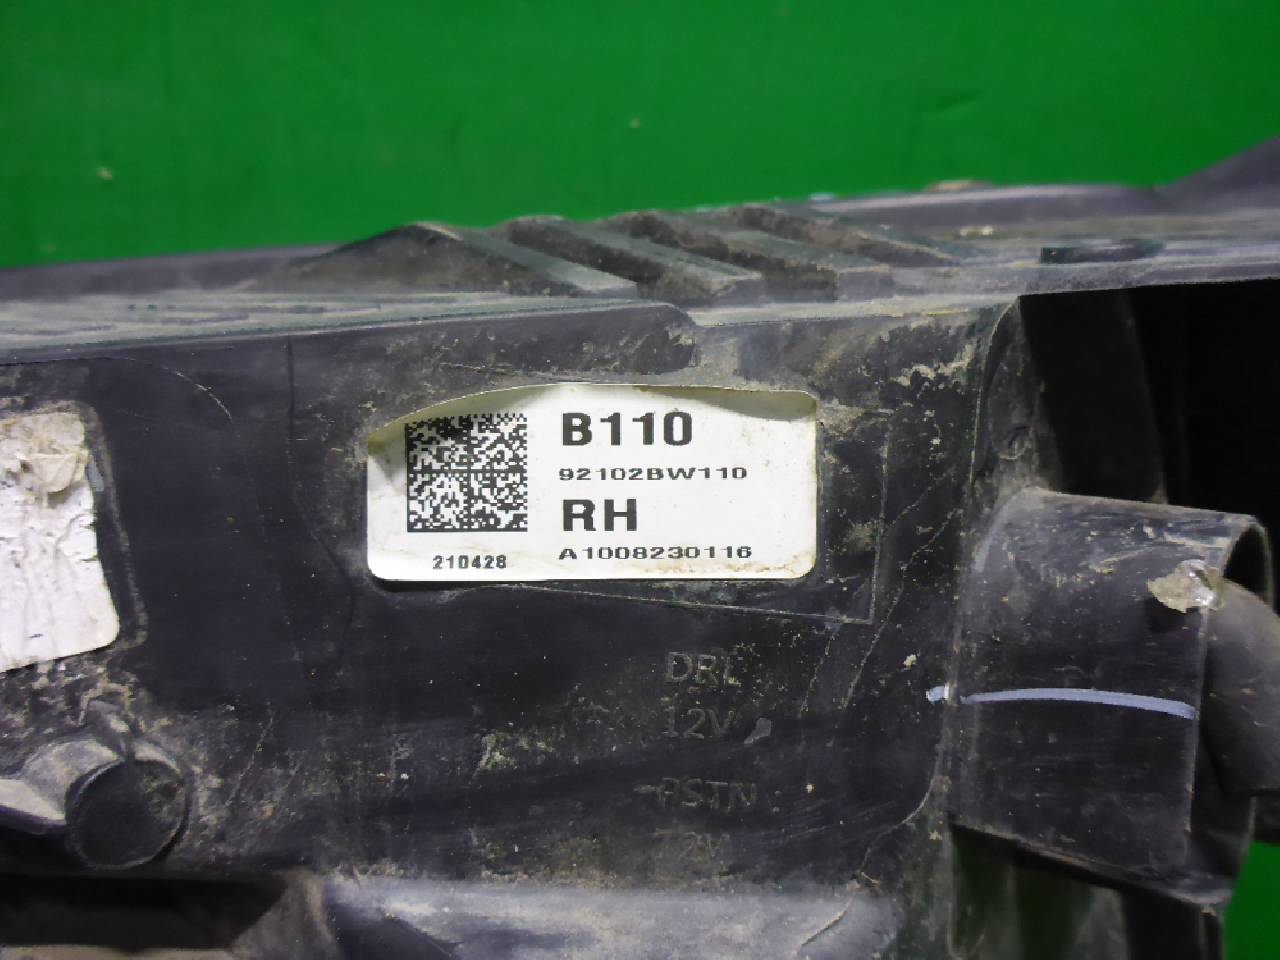 B110
92102BW110
RH
210428
A1008230116
DRL
12V
PSTN